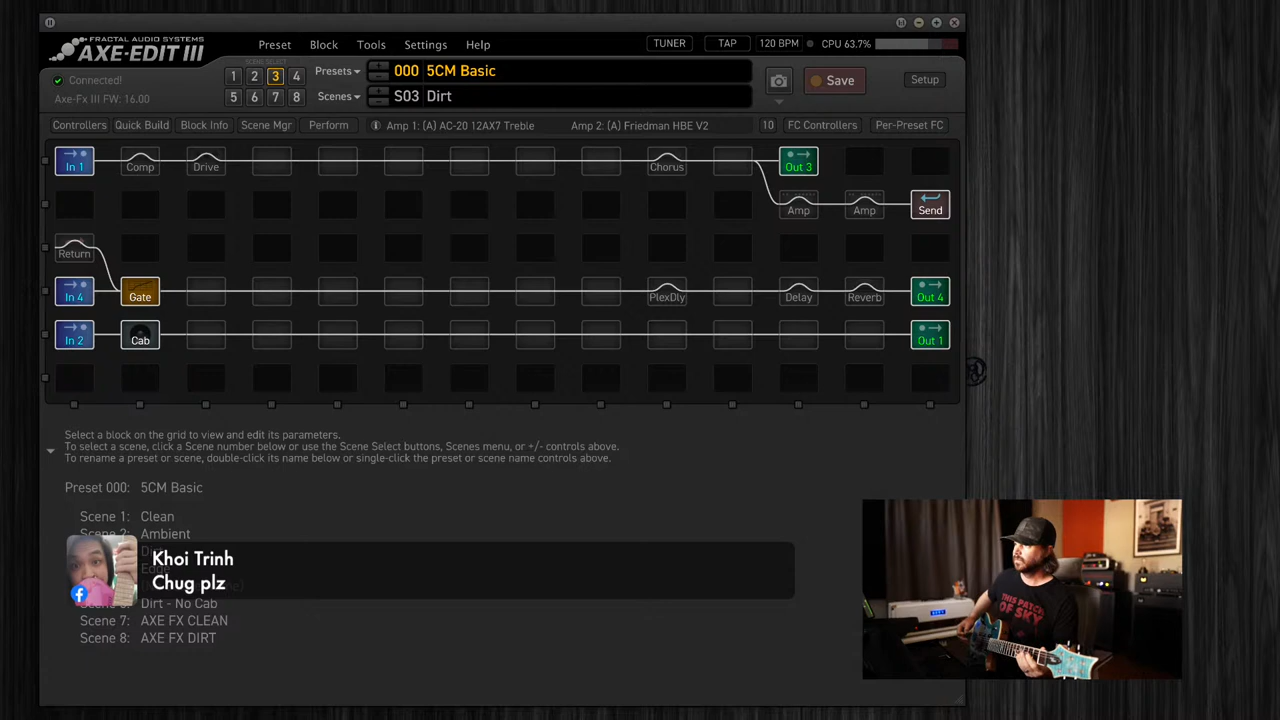 FRACTAL AUDIO SYSTEMS
AXE-EDIT III
Preset Block Tools Settings Help
TUNER TAP 120 BPM CPU 63.7%
Connected!
Axe-Fx III FW: 16.00
SCENE SELECT
1 2 3 4
5 6 7 8
Presets 000 5CM Basic
Scenes S03 Dirt
Save
Setup
Controllers Quick Build Block Info Scene Mgr Perform
Amp 1: (A) AC-20 12AX7 Treble Amp 2: (A) Friedman HBE V2
10 FC Controllers Per-Preset FC
In 1 Comp Drive Chorus Out 3
Amp Amp Send
Return
In 4 Gate PlexDly Delay Reverb Out 4
In 2 Cab Out 1
Select a block on the grid to view and edit its parameters.
To select a scene, click a Scene number below or use the Scene Select buttons, Scenes menu, or +/- controls above.
To rename a preset or scene, double-click its name below or single-click the preset or scene name controls above.
Preset 000: 5CM Basic
Scene 1: Clean
Scene 2: Ambient
Khoi Trinh
Chug plz
Dirt - No Cab
Scene 7: AXE FX CLEAN
Scene 8: AXE FX DIRT
THIS PATCH
OF SKY